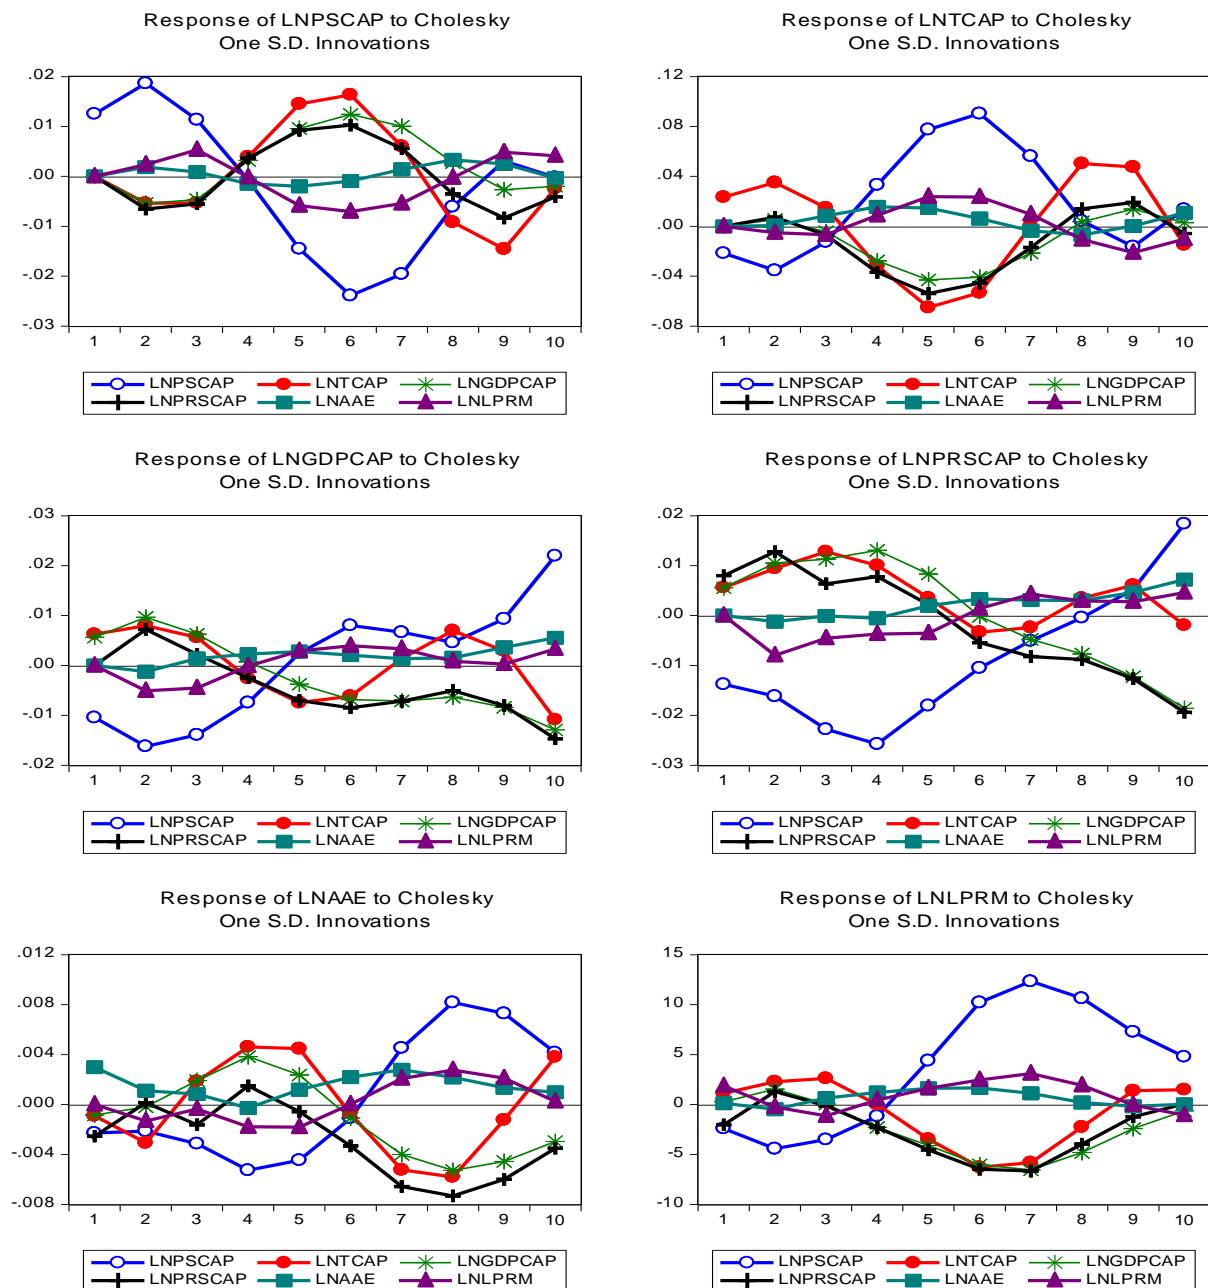 Response of LNPSCAP to Cholesky
One S.D. Innovations
.02
.01
.00
-.01
-.02
-.03
1 2 3 4 5 6 7 8 9 10
LNPSCAP LNTCAP LNGDPCAP
LNPRSCAP LNAAE LNLPRM
Response of LNTCAP to Cholesky
One S.D. Innovations
.12
.08
.04
.00
-.04
-.08
1 2 3 4 5 6 7 8 9 10
LNPSCAP LNTCAP LNGDPCAP
LNPRSCAP LNAAE LNLPRM
Response of LNGDPCAP to Cholesky
One S.D. Innovations
.03
.02
.01
.00
-.01
-.02
1 2 3 4 5 6 7 8 9 10
LNPSCAP LNTCAP LNGDPCAP
LNPRSCAP LNAAE LNLPRM
Response of LNPRSCAP to Cholesky
One S.D. Innovations
.02
.01
.00
-.01
-.02
-.03
1 2 3 4 5 6 7 8 9 10
LNPSCAP LNTCAP LNGDPCAP
LNPRSCAP LNAAE LNLPRM
Response of LNAAE to Cholesky
One S.D. Innovations
.012
.008
.004
.000
-.004
-.008
1 2 3 4 5 6 7 8 9 10
LNPSCAP LNTCAP LNGDPCAP
LNPRSCAP LNAAE LNLPRM
Response of LNLPRM to Cholesky
One S.D. Innovations
15
10
5
0
-5
-10
1 2 3 4 5 6 7 8 9 10
LNPSCAP LNTCAP LNGDPCAP
LNPRSCAP LNAAE LNLPRM